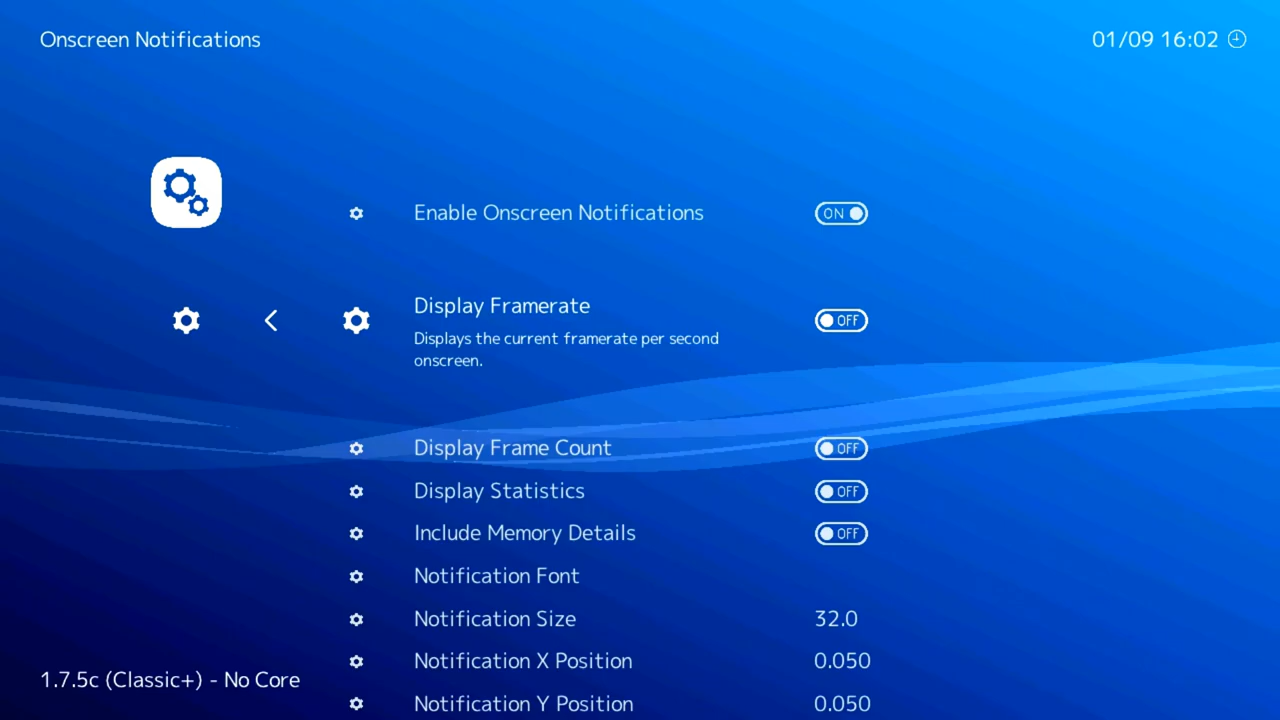 Onscreen Notifications
01/09 16:02
Enable Onscreen Notifications
ON
Display Framerate
OFF
Displays the current framerate per second
onscreen.
Display Frame Count
OFF
Display Statistics
OFF
Include Memory Details
OFF
Notification Font
Notification Size
32.0
Notification X Position
0.050
1.7.5c (Classic+) - No Core
Notification Y Position
0.050